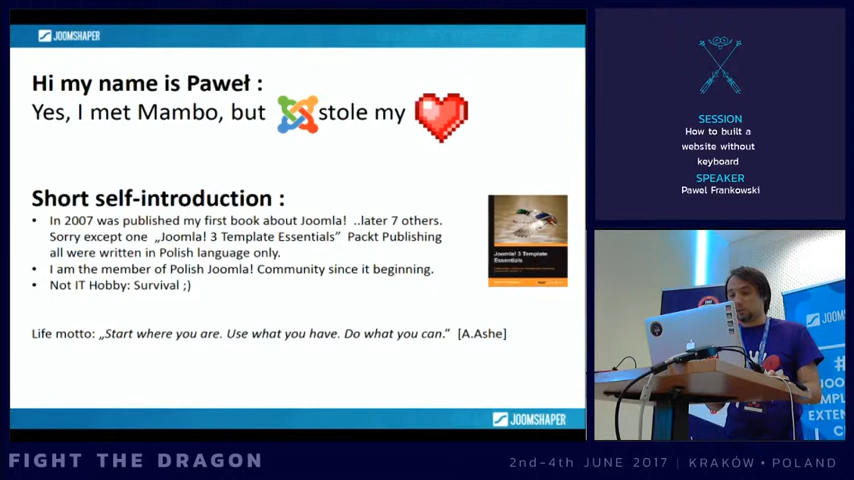 JOOMSHAPER
Hi my name is Paweł :
Yes, I met Mambo, but stole my
Short self-introduction :
• In 2007 was published my first book about Joomla! ..later 7 others.
Sorry except one „Joomla! 3 Template Essentials” Packt Publishing
all were written in Polish language only.
• I am the member of Polish Joomla! Community since it beginning.
• Not IT Hobby: Survival ;)
Joomla! 3 Template
Essentials
Life motto: „Start where you are. Use what you have. Do what you can.” [A.Ashe]
JOOMSHAPER
SESSION
How to built a
website without
keyboard
SPEAKER
Pawel Frankowski
FIGHT THE DRAGON
2nd-4th JUNE 2017 | KRAKÓW • POLAND